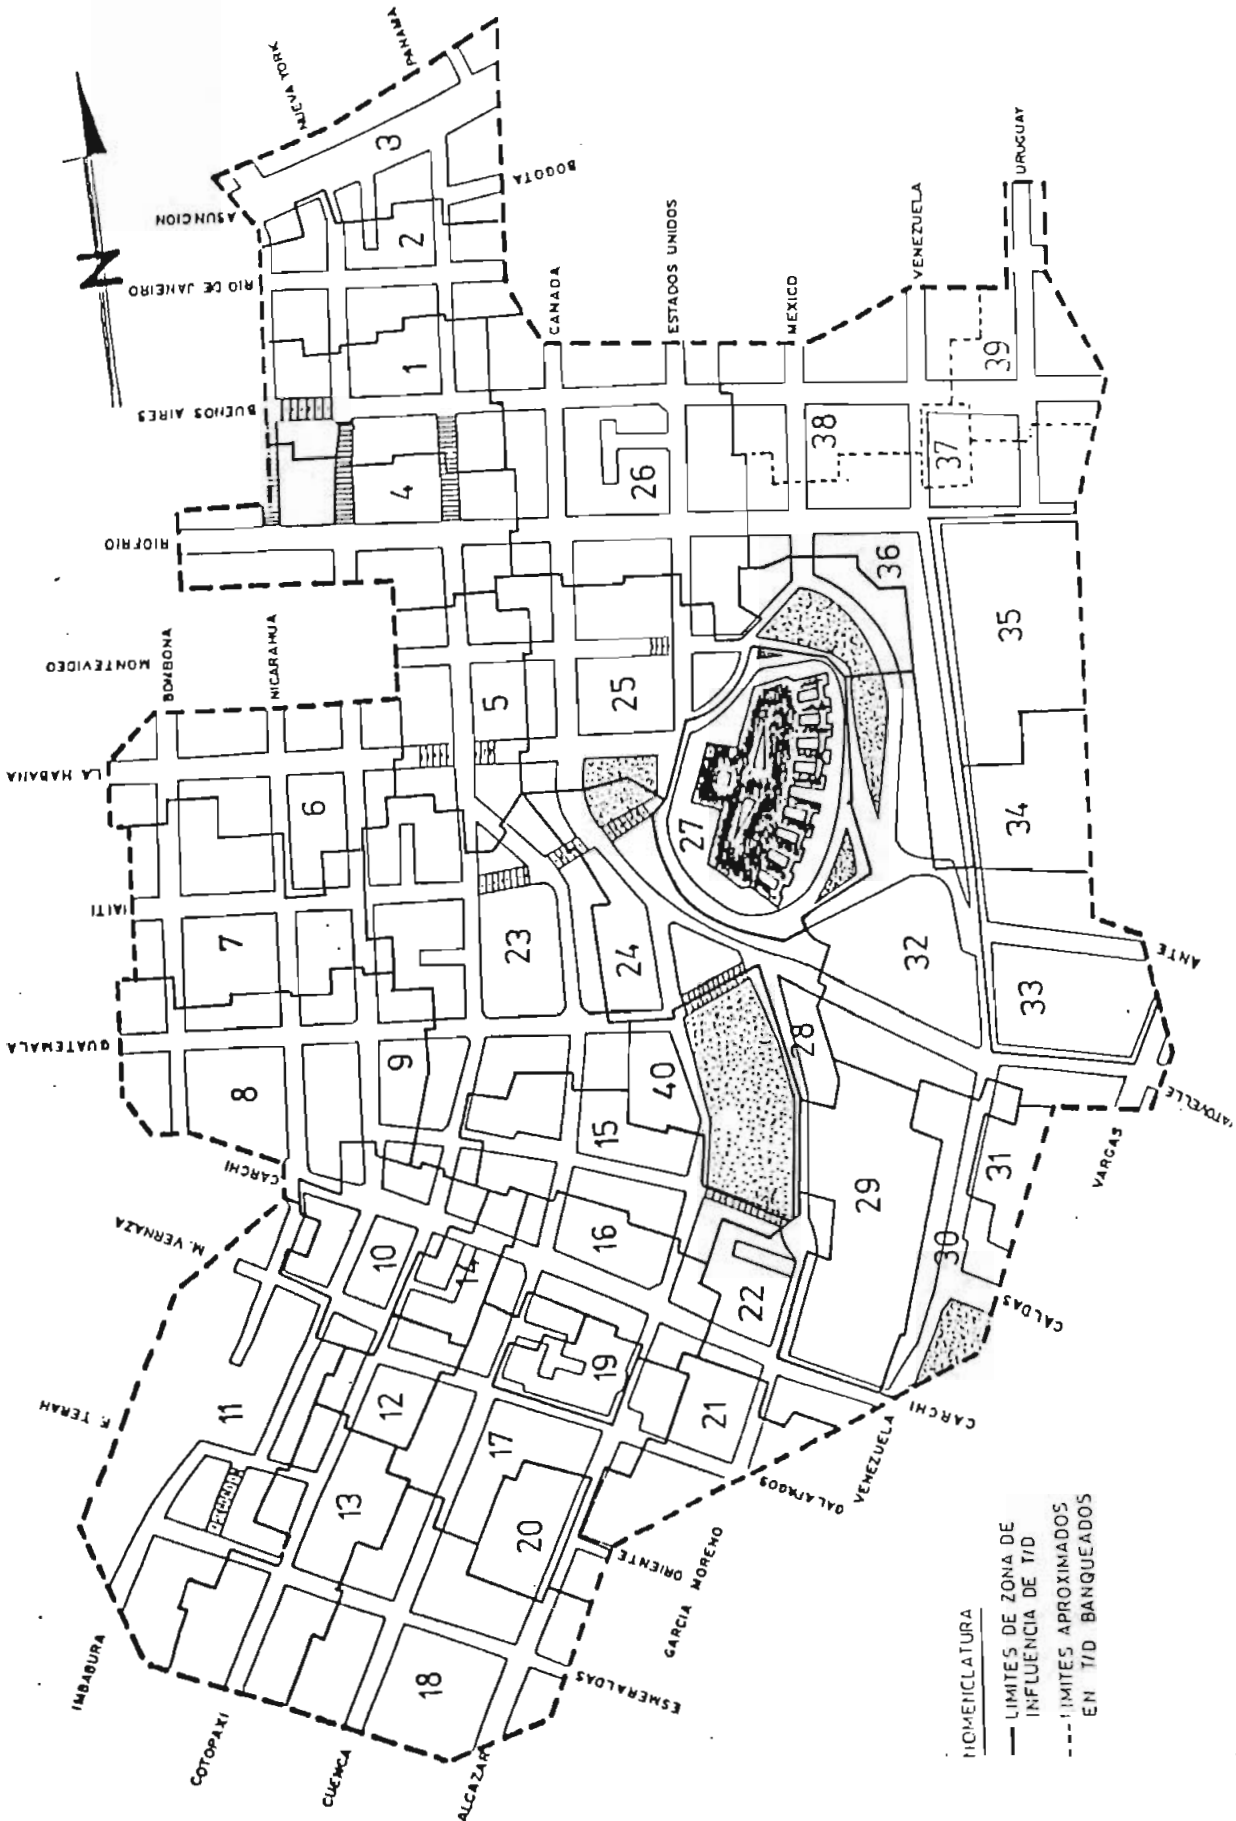 NUEVA YORK
PANAMA
N
ASUNCION
BOGOTA
3
2
RIO DE JANEIRO
1
BUENOS AIRES
4
RIOFRIO
CANADA
ESTADOS UNIDOS
MEXICO
VENEZUELA
URUGUAY
39
38
37
26
36
35
MONTEVIDEO
BOMBONA
NICARAHUA
5
25
LA HABANA
6
27
34
7
23
24
32
33
ANTE
GUATEMALA
8
9
40
28
15
29
31
30
VARGAS
CARCHI
M. VERNAZA
10
14
16
22
CALDAS
F. TERAH
11
12
19
21
CARCHI
VENEZUELA
GALAPAGOS
13
17
20
ORIENTE
GARCIA MORENO
18
ESMERALDAS
IMBABURA
COTOPAXI
CUENCA
ALCAZAR
NOMENCLATURA
LIMITES DE ZONA DE
INFLUENCIA DE T/D
LIMITES APROXIMADOS
EN T/D BANQUEADOS